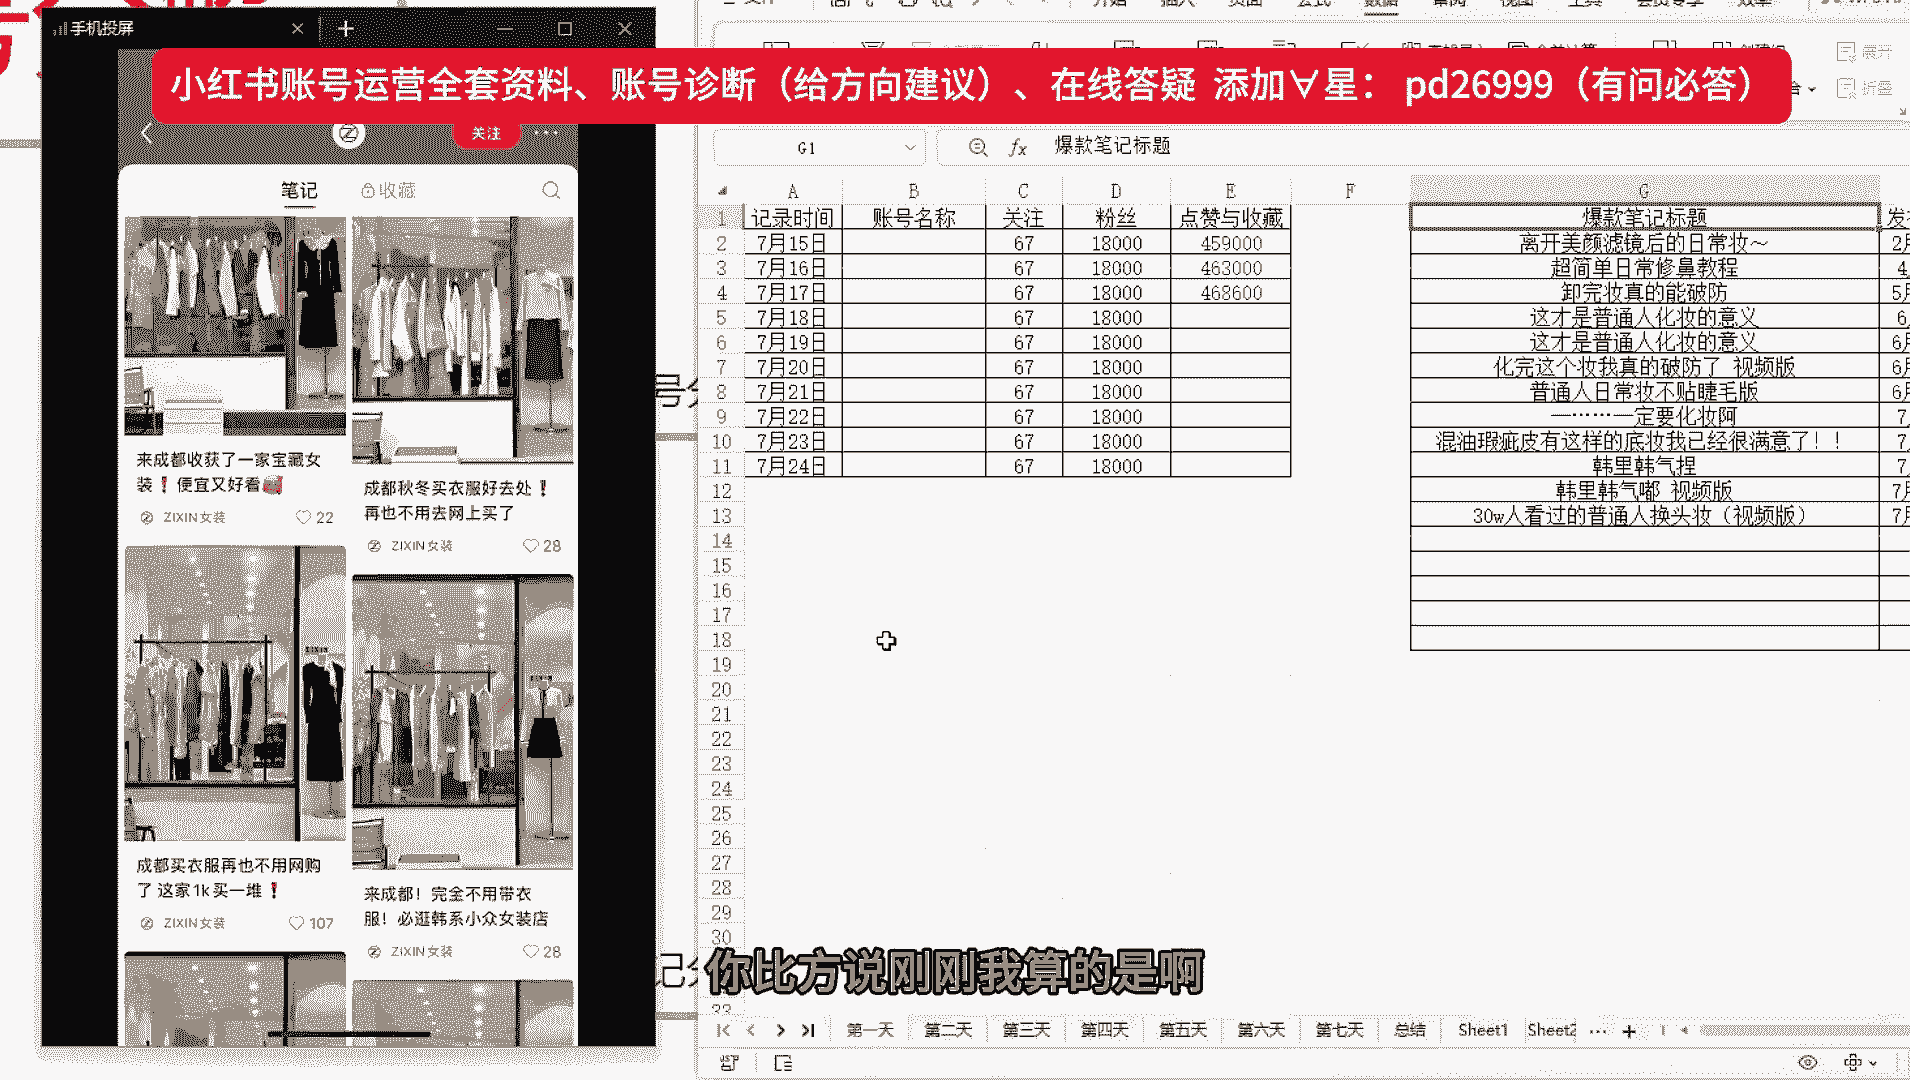 手机投屏
小红书账号运营全套资料、账号诊断（给方向建议）、在线答疑 添加∀星： pd26999（有问必答）
关注
笔记
收藏
来成都收获了一家宝藏女
装❗便宜又好看
ZIXIN女装
22
成都秋冬买衣服好去处❗
再也不用去网上买了
ZIXIN女装
28
成都买衣服再也不用网购
了 这家1k买一堆❗
ZIXIN女装
107
来成都！完全不用带衣
服！必逛韩系小众女装店
ZIXIN女装
28
展开
折叠
G1
fx
爆款笔记标题
A B C D E F G
1 记录时间 账号名称 关注 粉丝 点赞与收藏 爆款笔记标题
2 7月15日 67 18000 459000 离开美颜滤镜后的日常妆～
3 7月16日 67 18000 463000 超简单日常修鼻教程
4 7月17日 67 18000 468600 卸完妆真的能破防
5 7月18日 67 18000 这才是普通人化妆的意义
6 7月19日 67 18000 这才是普通人化妆的意义
7 7月20日 67 18000 化完这个妆我真的破防了 视频版
8 7月21日 67 18000 普通人日常妆不贴睫毛版
9 7月22日 67 18000 一……一定要化妆阿
10 7月23日 67 18000 混油瑕疵皮有这样的底妆我已经很满意了！！
11 7月24日 67 18000 韩里韩气捏
12 韩里韩气嘟 视频版
13 30w人看过的普通人换头妆（视频版）
14
15
16
17
18
19
20
21
22
23
24
25
26
27
28
29
30
你比方说刚刚我算的是啊
第一天 第二天 第三天 第四天 第五天 第六天 第七天 总结 Sheet1 Sheet2 ··· +